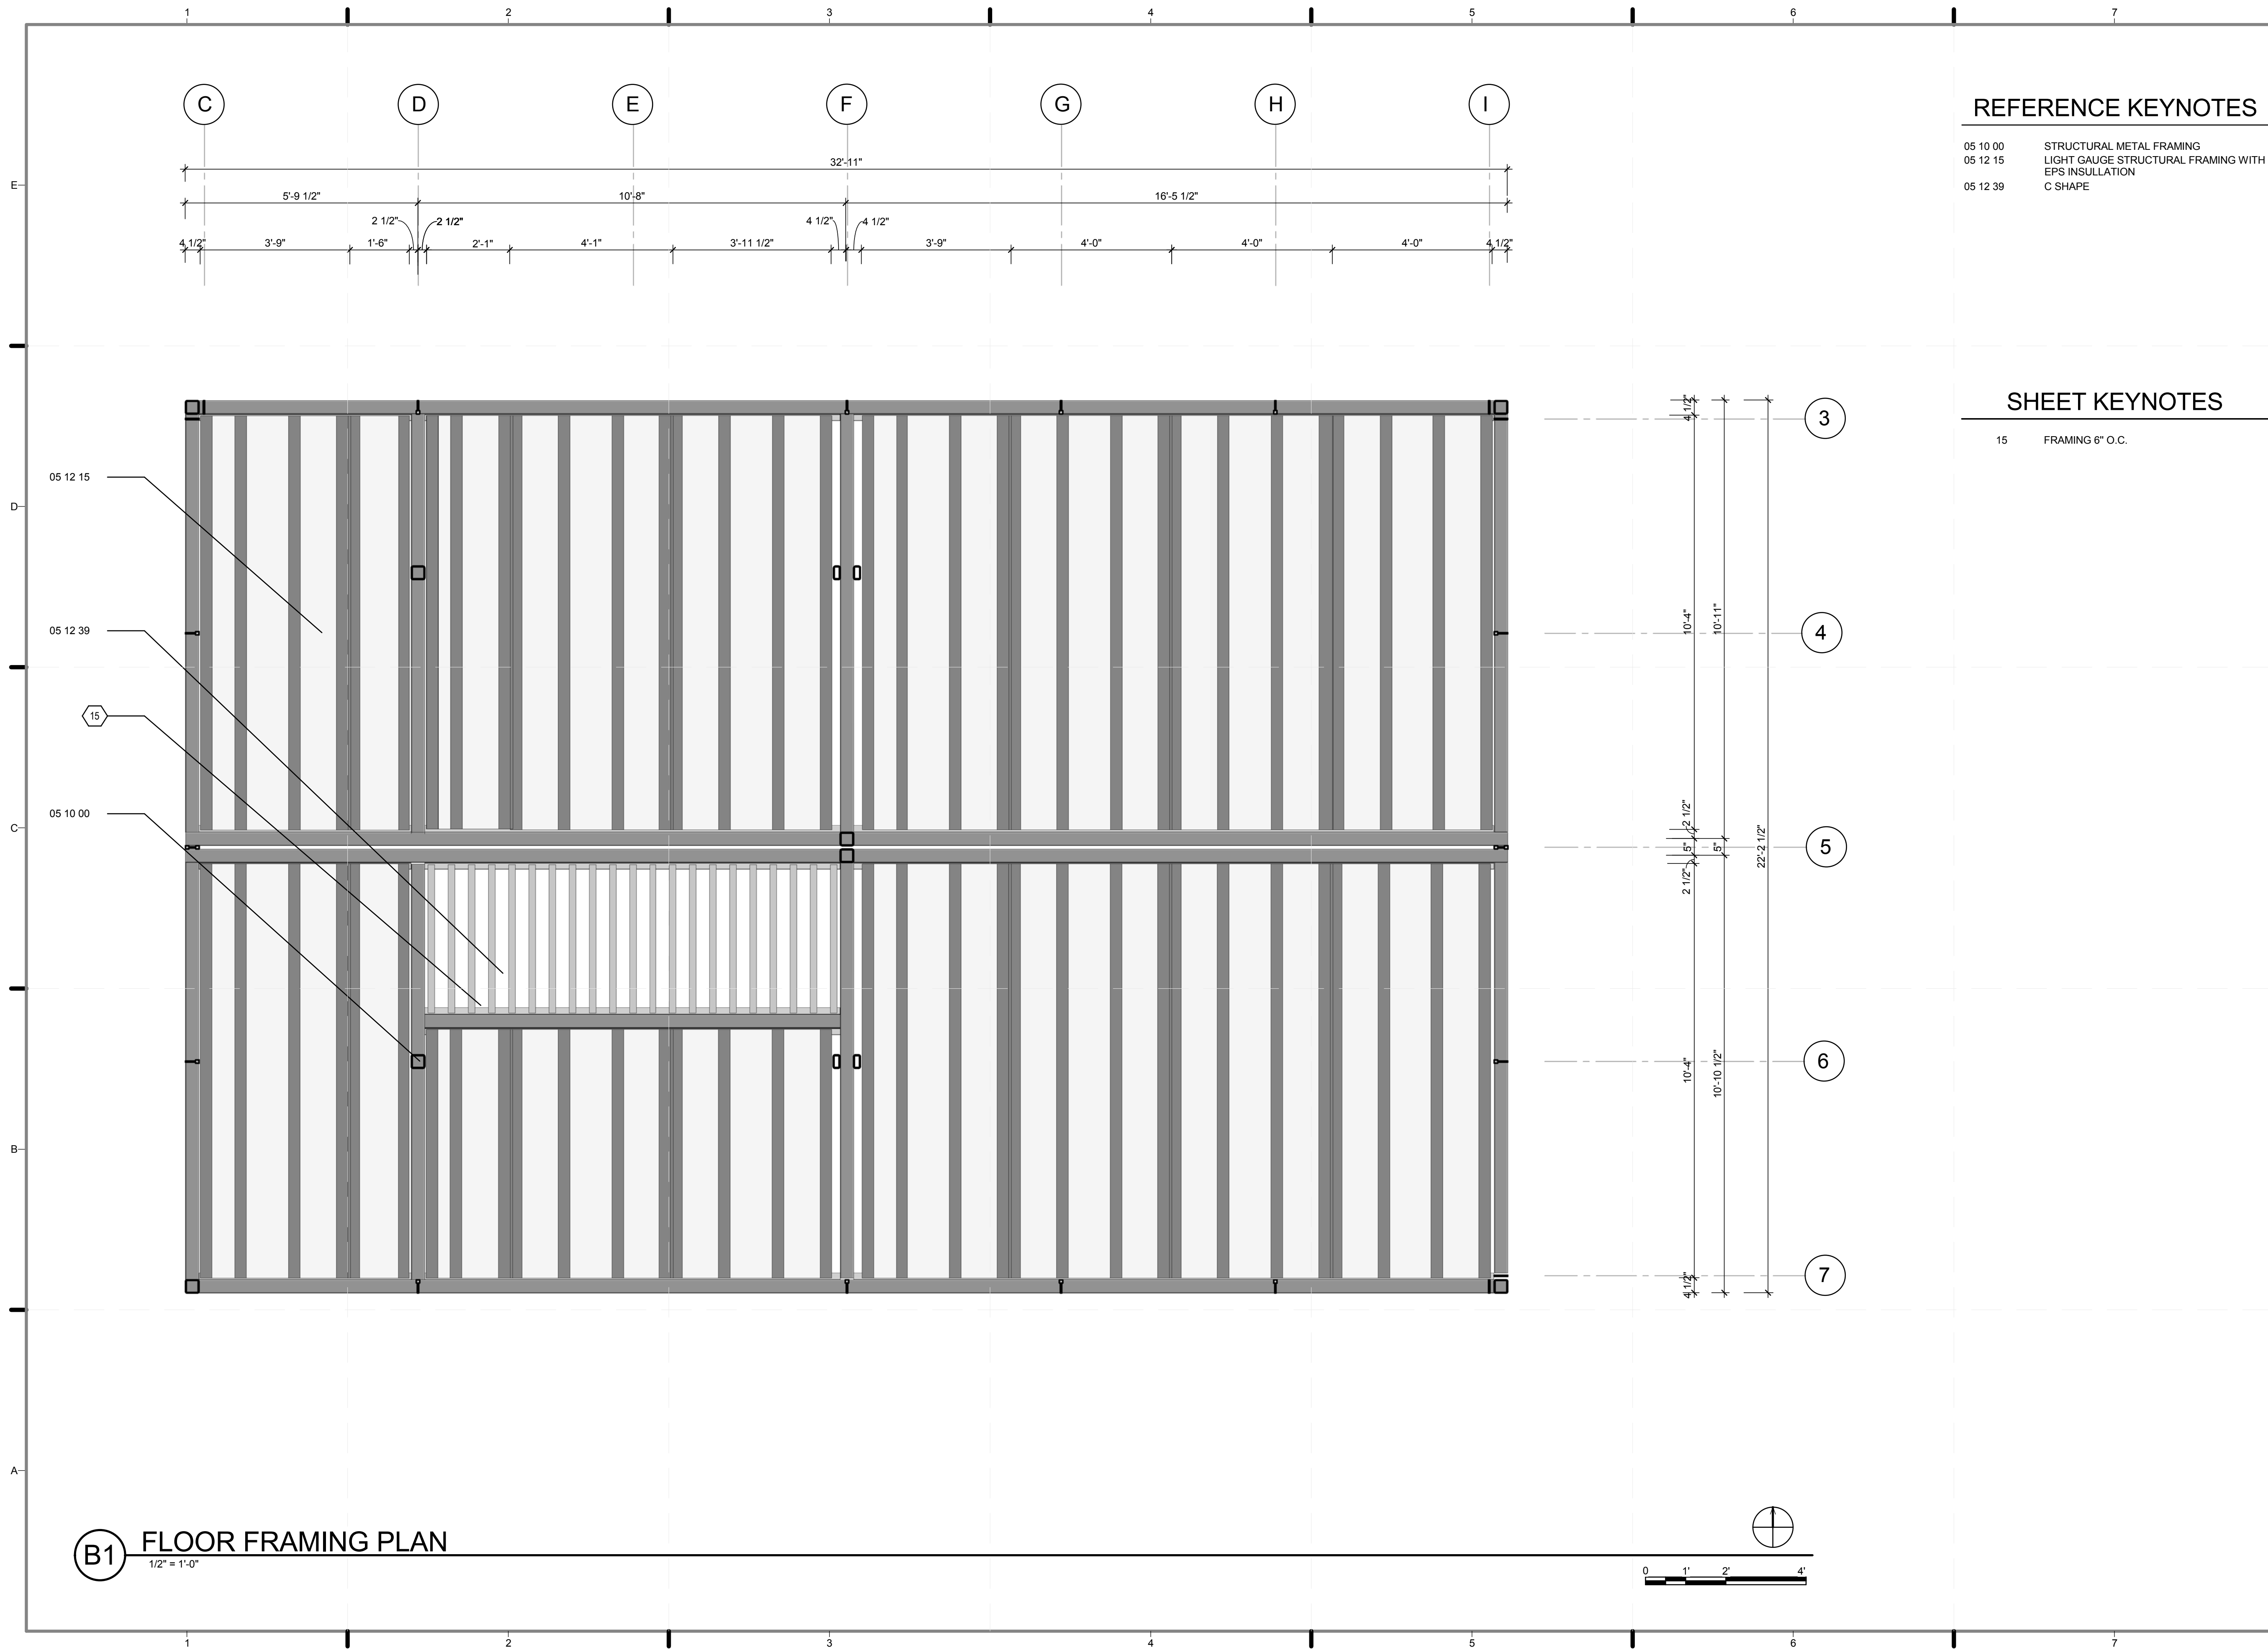 1 2 3 4 5 6 7
C D E F G H I
REFERENCE KEYNOTES
05 10 00 STRUCTURAL METAL FRAMING
05 12 15 LIGHT GAUGE STRUCTURAL FRAMING WITH
EPS INSULLATION
05 12 39 C SHAPE
32'-11"
E
5'-9 1/2" 10'-8" 16'-5 1/2"
2 1/2" 2 1/2" 4 1/2" 4 1/2"
4 1/2" 3'-9" 1'-6" 2'-1" 4'-1" 3'-11 1/2" 3'-9" 4'-0" 4'-0" 4'-0" 4 1/2"
SHEET KEYNOTES
15 FRAMING 6" O.C.
4 1/2"
3
05 12 15
D
10'-4" 10'-11"
05 12 39
4
15
05 10 00
C
2 1/2"
5" 5" 22'-2 1/2"
5
2 1/2"
10'-4" 10'-10 1/2"
6
B
4 1/2"
7
A
B1 FLOOR FRAMING PLAN
1/2" = 1'-0"
0 1' 2' 4'
1 2 3 4 5 6 7